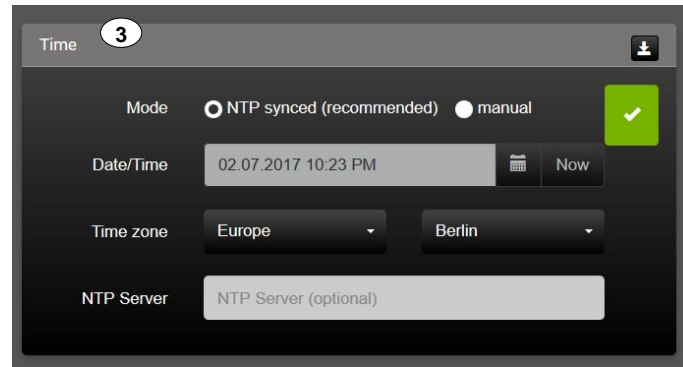 Time 3
Mode NTP synced (recommended) manual
Date/Time 02.07.2017 10:23 PM Now
Time zone Europe Berlin
NTP Server NTP Server (optional)